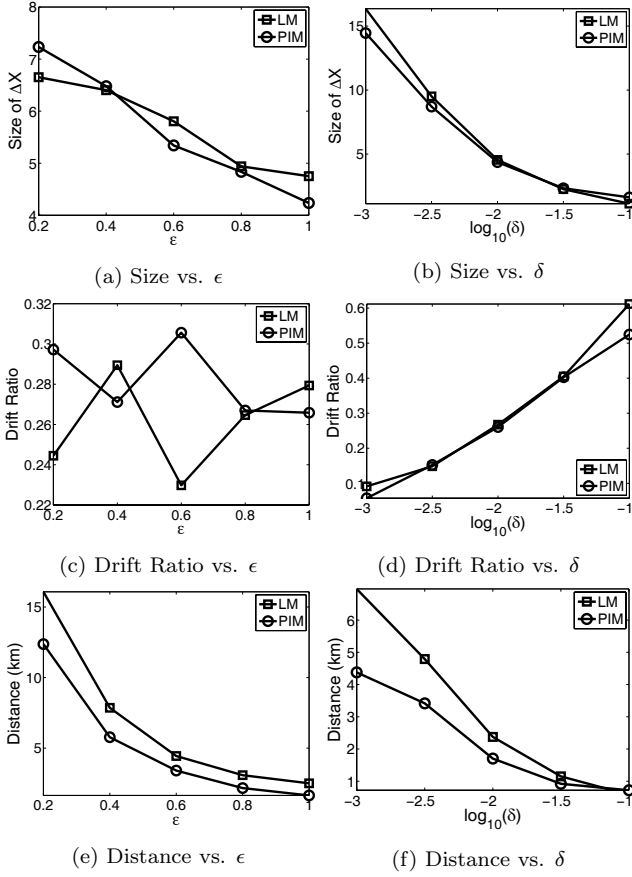 8
7
6
5
4
Size of ΔX
LM
PIM
0.2 0.4 0.6 0.8 1
ε
(a) Size vs. ϵ
15
10
5
Size of ΔX
LM
PIM
−3 −2.5 −2 −1.5 −1
log10(δ)
(b) Size vs. δ
0.32
0.3
0.28
0.26
0.24
0.22
Drift Ratio
LM
PIM
0.2 0.4 0.6 0.8 1
ε
(c) Drift Ratio vs. ϵ
0.6
0.5
0.4
0.3
0.2
0.1
Drift Ratio
LM
PIM
−3 −2.5 −2 −1.5 −1
log10(δ)
(d) Drift Ratio vs. δ
15
10
5
Distance (km)
LM
PIM
0.2 0.4 0.6 0.8 1
ε
(e) Distance vs. ϵ
6
5
4
3
2
1
Distance (km)
LM
PIM
−3 −2.5 −2 −1.5 −1
log10(δ)
(f) Distance vs. δ